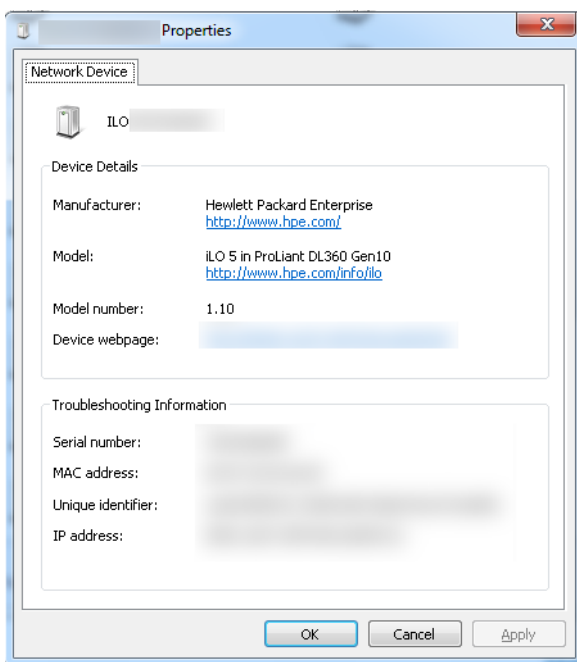 Properties
Network Device
ILO
Device Details
Manufacturer: Hewlett Packard Enterprise
http://www.hpe.com/
Model: iLO 5 in ProLiant DL360 Gen10
http://www.hpe.com/info/ilo
Model number: 1.10
Device webpage:
Troubleshooting Information
Serial number:
MAC address:
Unique identifier:
IP address:
OK Cancel Apply